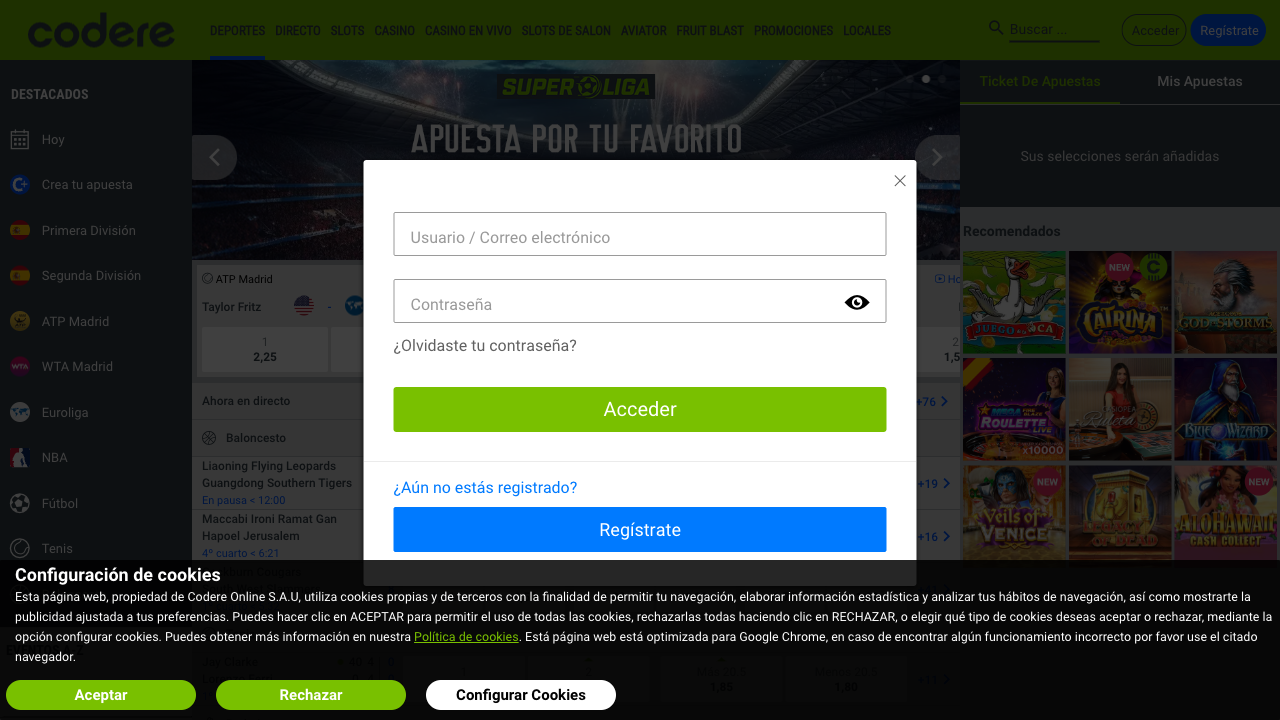 codere
DEPORTES DIRECTO SLOTS CASINO CASINO EN VIVO SLOTS DE SALON AVIATOR FRUIT BLAST PROMOCIONES LOCALES
Buscar ...
Acceder
Regístrate
DESTACADOS
Hoy
Crea tu apuesta
Primera División
Segunda División
ATP Madrid
WTA Madrid
Euroliga
NBA
Fútbol
Tenis
SUPER LIGA
APUESTA POR TU FAVORITO
ATP Madrid
Taylor Fritz
-
1
2,25
2
1,5
Ahora en directo
+76
Baloncesto
Liaoning Flying Leopards
Guangdong Southern Tigers
En pausa < 12:00
+19
Maccabi Ironi Ramat Gan
Hapoel Jerusalem
4º cuarto < 6:21
+16
Usuario / Correo electrónico
Contraseña
¿Olvidaste tu contraseña?
Acceder
¿Aún no estás registrado?
Regístrate
Ticket De Apuestas
Mis Apuestas
Sus selecciones serán añadidas
Recomendados
JUEGO DE LA OCA
NEW
CATRINA
GOD OF STORMS
MEGA FIRE BLAZE
ROULETTE
LIVE
x10000
Ruleta
BLUE WIZARD
VEILS OF
VENICE
NEW
NEW
ALOHAWAII
CASH COLLECT
Configuración de cookies
Esta página web, propiedad de Codere Online S.A.U, utiliza cookies propias y de terceros con la finalidad de permitir tu navegación, elaborar información estadística y analizar tus hábitos de navegación, así como mostrarte la
publicidad ajustada a tus preferencias. Puedes hacer clic en ACEPTAR para permitir el uso de todas las cookies, rechazarlas todas haciendo clic en RECHAZAR, o elegir qué tipo de cookies deseas aceptar o rechazar, mediante la
opción configurar cookies. Puedes obtener más información en nuestra Política de cookies. Está página web está optimizada para Google Chrome, en caso de encontrar algún funcionamiento incorrecto por favor use el citado
navegador.
Aceptar
Rechazar
Configurar Cookies